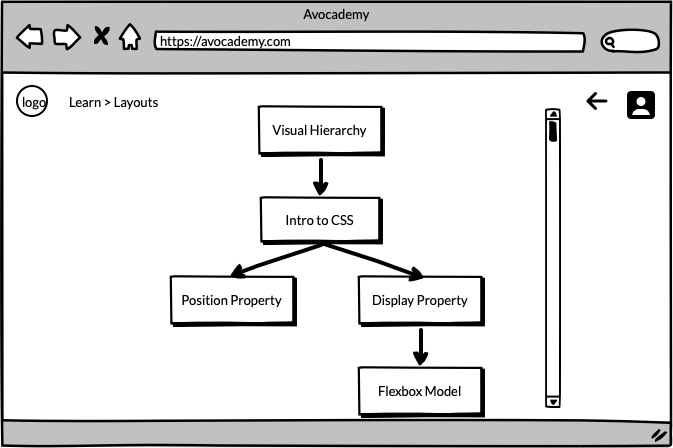 Avocademy
https://avocademy.com
logo
Learn > Layouts
Visual Hierarchy
Intro to CSS
Position Property
Display Property
Flexbox Model